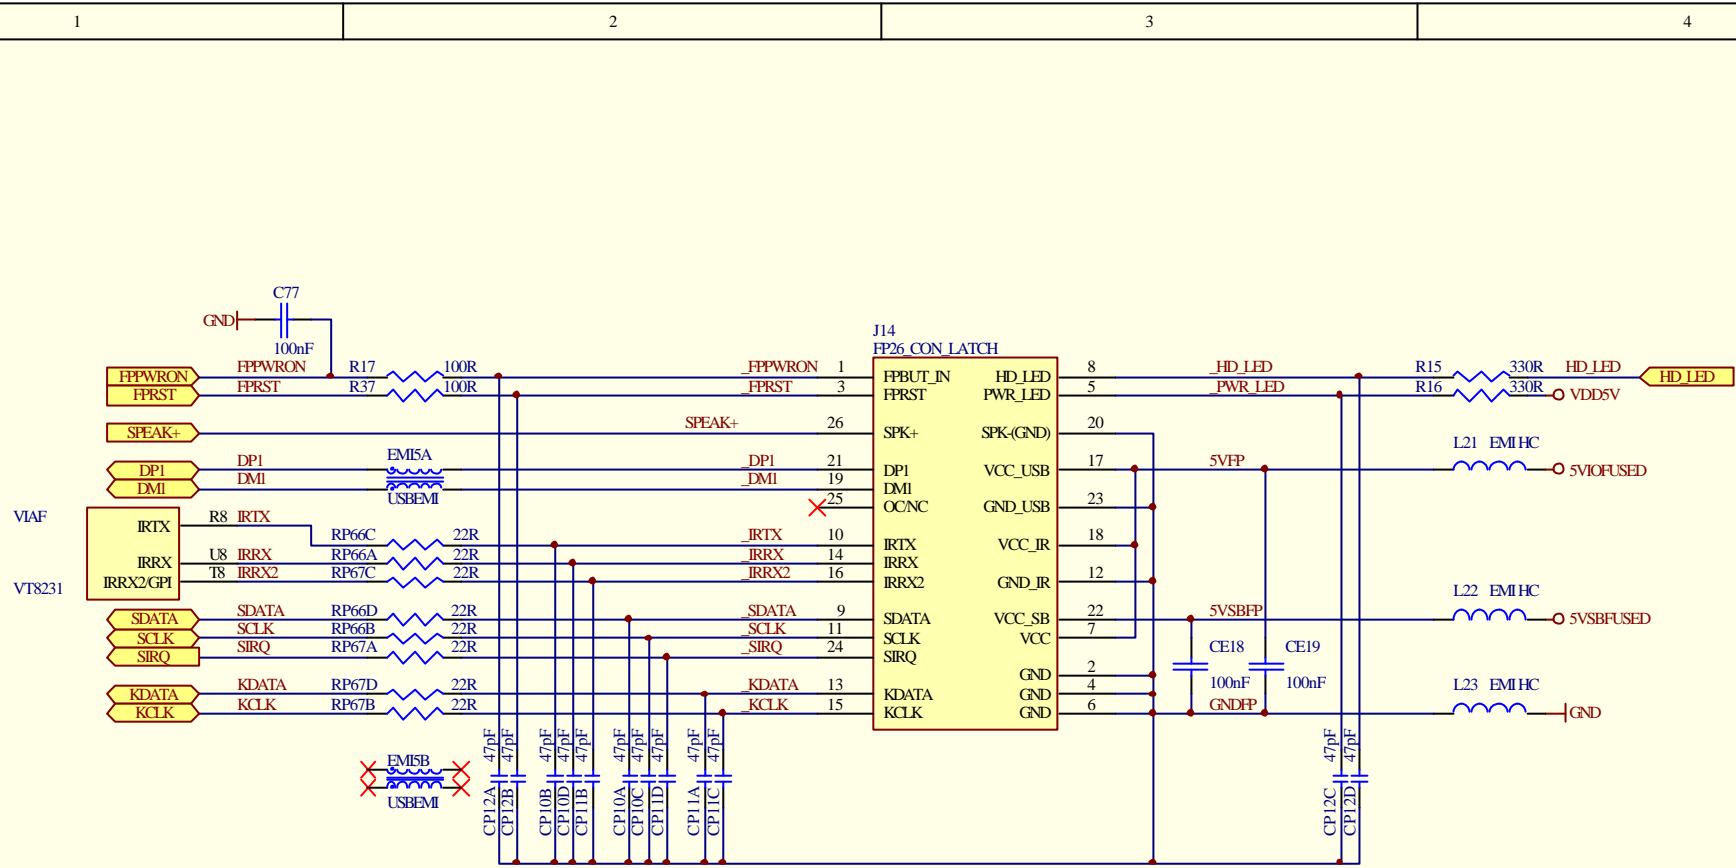 1 2 3 4
C77
GND
100nF
J14
FP26_CON_LATCH
FPPWRON FPPWRON R17 100R _FPPWRON 1 FPBUT_IN HD_LED 8 _HD_LED R15 330R HD_LED HD_LED
FPRST FPRST R37 100R _FPRST 3 FPRST PWR_LED 5 _PWR_LED R16 330R VDD5V
SPEAK+ SPEAK+ 26 SPK+ SPK-(GND) 20
L21 EMI HC
EMI5A
DP1 DP1 _DP1 21 DP1 VCC_USB 17 5VFP 5VIOFUSED
DM1 DM1 _DM1 19 DM1
USBEMI
25 OC/NC GND_USB 23
VIAF
IRTX R8 IRTX RP66C 22R _IRTX 10 IRTX VCC_IR 18
IRRX U8 IRRX RP66A 22R _IRRX 14 IRRX
IRRX2/GPI T8 IRRX2 RP67C 22R _IRRX2 16 IRRX2 GND_IR 12
VT8231
L22 EMI HC
SDATA SDATA RP66D 22R _SDATA 9 SDATA VCC_SB 22 5VSBFP 5VSBFUSED
SCLK SCLK RP66B 22R _SCLK 11 SCLK VCC 7
SIRQ SIRQ RP67A 22R _SIRQ 24 SIRQ
CE18 CE19
GND 2
100nF 100nF
L23 EMI HC
KDATA KDATA RP67D 22R _KDATA 13 KDATA GND 4
KCLK KCLK RP67B 22R _KCLK 15 KCLK GND 6 GNDFP GND
47pF 47pF 47pF 47pF 47pF 47pF 47pF 47pF 47pF 47pF 47pF 47pF
EMI5B
USBEMI
CP12A CP12B CP10B CP10D CP11B CP10A CP10C CP11D CP11A CP11C CP12C CP12D